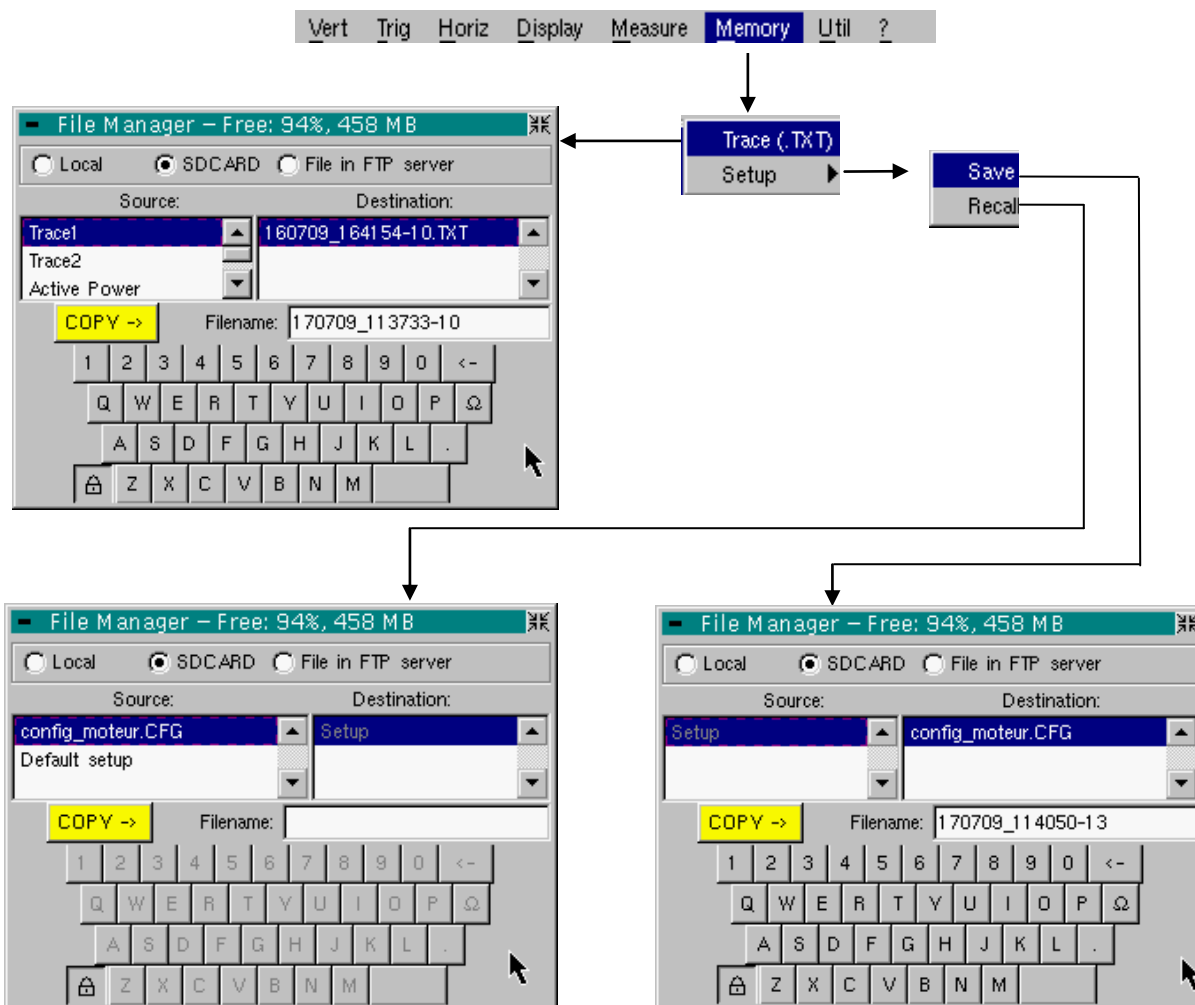 Vert Trig Horiz Display Measure Memory Util ?
Trace (.TXT)
Setup
Save
Recall
File Manager – Free: 94%, 458 MB
Local SDCARD File in FTP server
Source: Destination:
Trace1 160709_164154-10.TXT
Trace2
Active Power
COPY -> Filename: 170709_113733-10
1 2 3 4 5 6 7 8 9 0 <-
Q W E R T Y U I O P Ω
A S D F G H J K L .
Z X C V B N M
File Manager – Free: 94%, 458 MB
Local SDCARD File in FTP server
Source: Destination:
config_moteur.CFG Setup
Default setup
COPY -> Filename:
1 2 3 4 5 6 7 8 9 0 <-
Q W E R T Y U I O P Ω
A S D F G H J K L .
Z X C V B N M
File Manager – Free: 94%, 458 MB
Local SDCARD File in FTP server
Source: Destination:
Setup config_moteur.CFG
COPY -> Filename: 170709_114050-13
1 2 3 4 5 6 7 8 9 0 <-
Q W E R T Y U I O P Ω
A S D F G H J K L .
Z X C V B N M